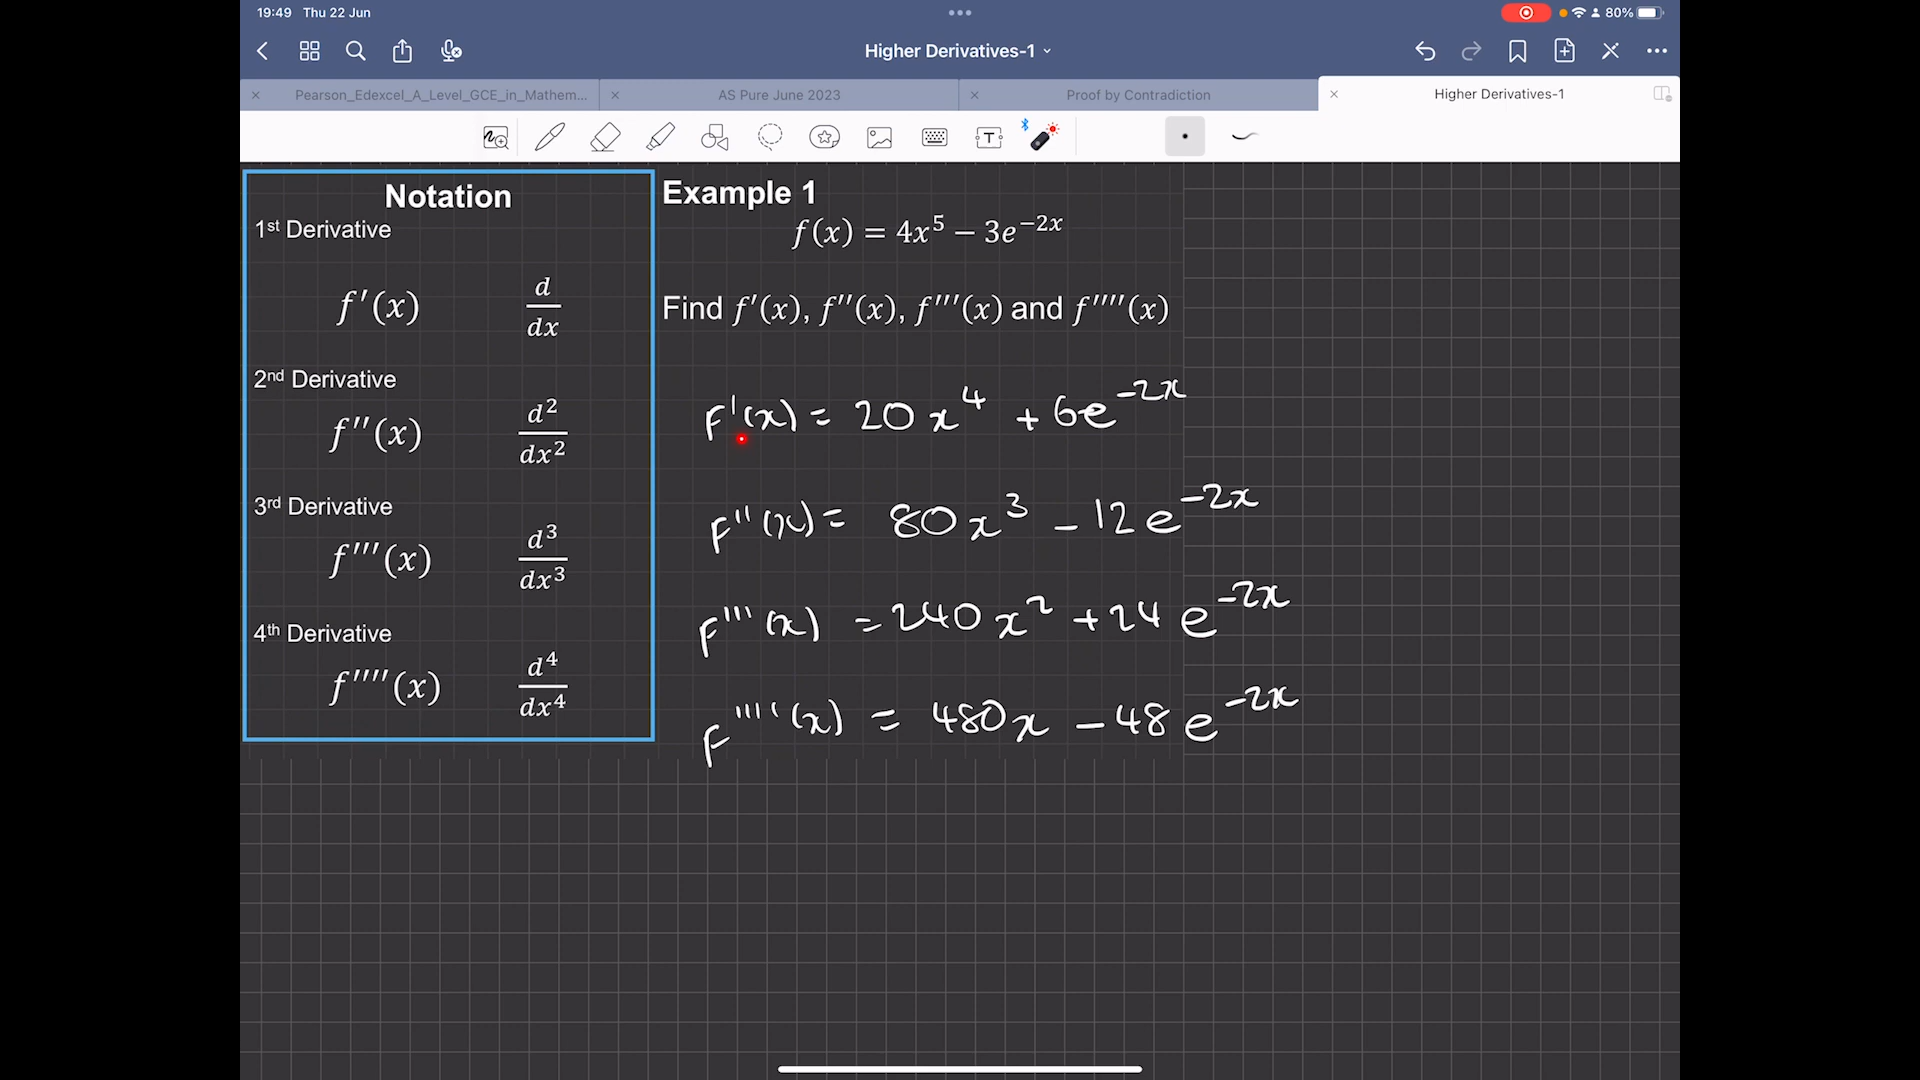 19:49 Thu 22 Jun
80%
Higher Derivatives-1
Pearson_Edexcel_A_Level_GCE_in_Mathem...
AS Pure June 2023
Proof by Contradiction
Higher Derivatives-1
Notation
1st Derivative
f′(x) d/dx
2nd Derivative
f′′(x) d²/dx²
3rd Derivative
f′′′(x) d³/dx³
4th Derivative
f′′′′(x) d⁴/dx⁴
Example 1
f(x) = 4x⁵ − 3e⁻²ˣ
Find f′(x), f′′(x), f′′′(x) and f′′′′(x)
F'(x) = 20x⁴ + 6e⁻²ˣ
F''(x) = 80x³ − 12e⁻²ˣ
F'''(x) = 240x² + 24e⁻²ˣ
F''''(x) = 480x − 48e⁻²ˣ